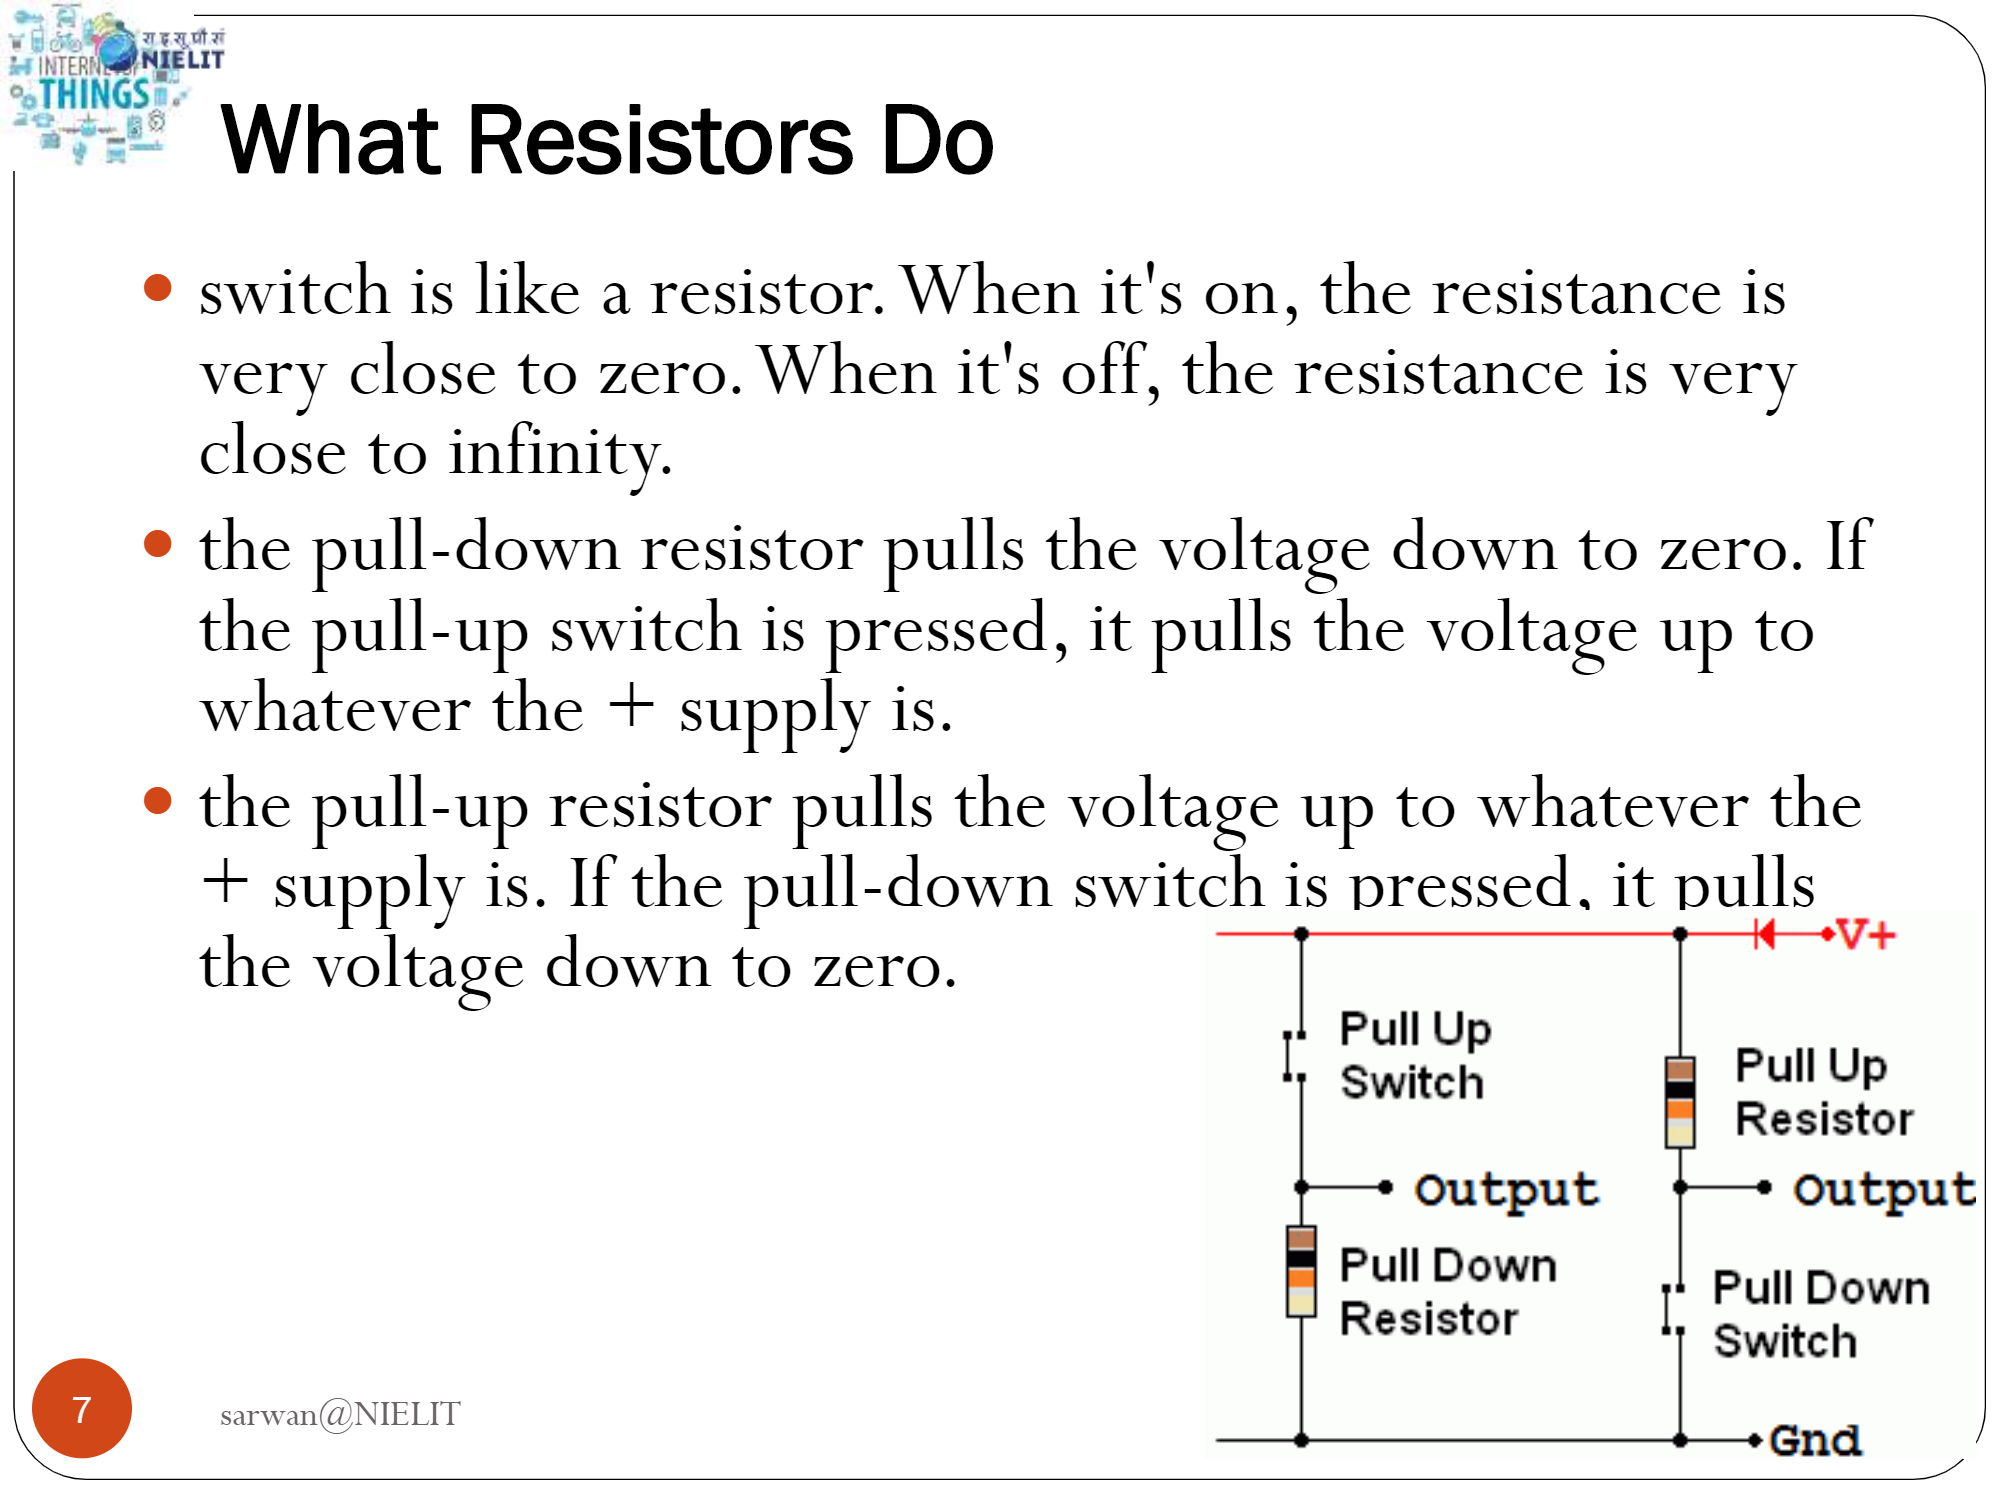 रा.इ.सू.प्रौ.सं
NIELIT
INTERNET OF
THINGS
What Resistors Do
switch is like a resistor. When it's on, the resistance is
very close to zero. When it's off, the resistance is very
close to infinity.
the pull-down resistor pulls the voltage down to zero. If
the pull-up switch is pressed, it pulls the voltage up to
whatever the + supply is.
the pull-up resistor pulls the voltage up to whatever the
+ supply is. If the pull-down switch is pressed, it pulls
the voltage down to zero.
V+
Pull Up
Switch
Pull Up
Resistor
Output
Output
Pull Down
Resistor
Pull Down
Switch
Gnd
7
sarwan@NIELIT